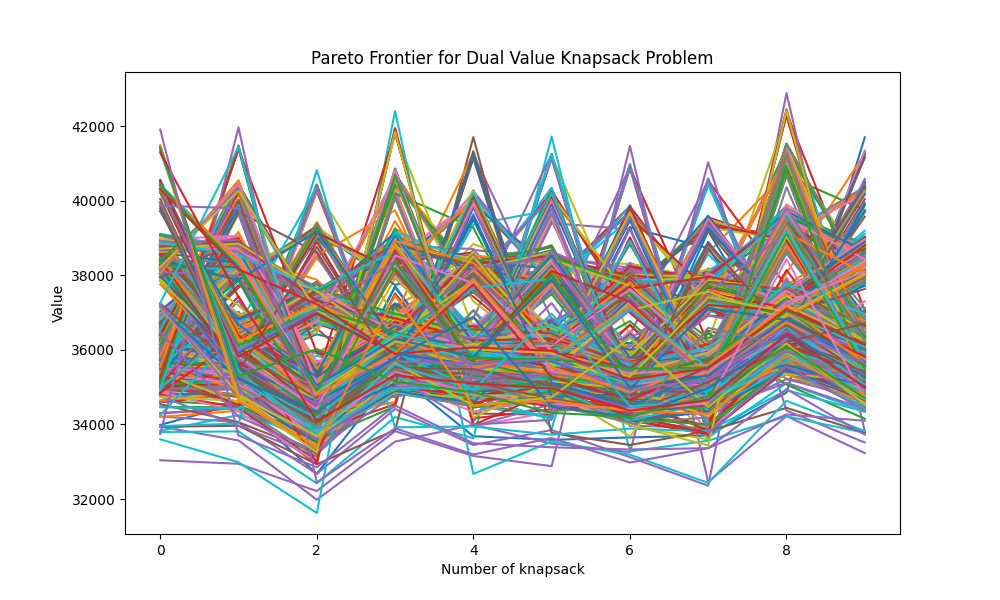 Pareto Frontier for Dual Value Knapsack Problem
42000
40000
38000
36000
34000
32000
Value
0 2 4 6 8
Number of knapsack